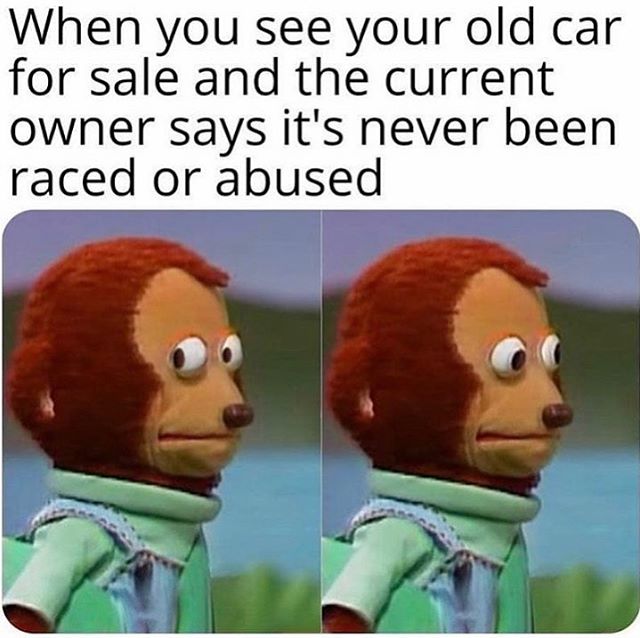 When you see your old car
for sale and the current
owner says it's never been
raced or abused